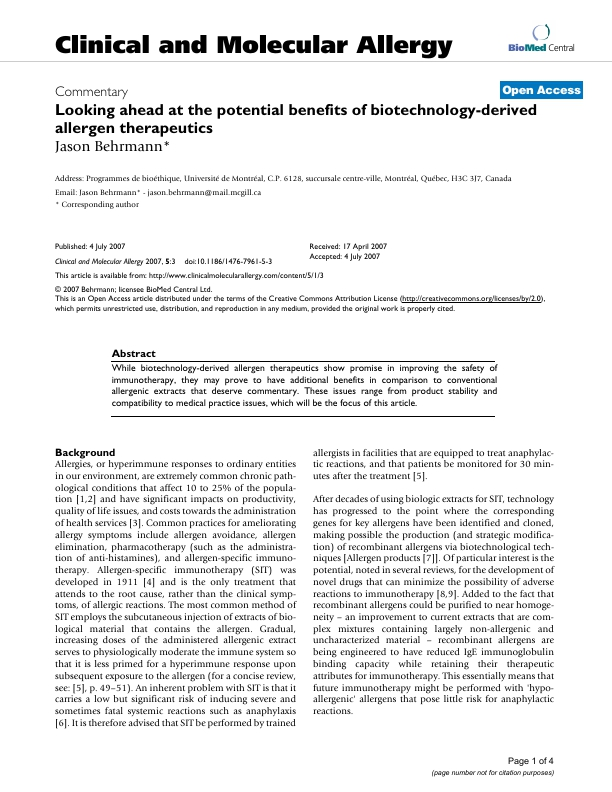 Clinical and Molecular Allergy
BioMed Central
Commentary
Open Access
Looking ahead at the potential benefits of biotechnology-derived
allergen therapeutics
Jason Behrmann*
Address: Programmes de bioéthique, Université de Montréal, C.P. 6128, succursale centre-ville, Montréal, Québec, H3C 3J7, Canada
Email: Jason Behrmann* - jason.behrmann@mail.mcgill.ca
* Corresponding author
Published: 4 July 2007
Clinical and Molecular Allergy 2007, 5:3 doi:10.1186/1476-7961-5-3
Received: 17 April 2007
Accepted: 4 July 2007
This article is available from: http://www.clinicalmolecularallergy.com/content/5/1/3
© 2007 Behrmann; licensee BioMed Central Ltd.
This is an Open Access article distributed under the terms of the Creative Commons Attribution License (http://creativecommons.org/licenses/by/2.0),
which permits unrestricted use, distribution, and reproduction in any medium, provided the original work is properly cited.
Abstract
While biotechnology-derived allergen therapeutics show promise in improving the safety of
immunotherapy, they may prove to have additional benefits in comparison to conventional
allergenic extracts that deserve commentary. These issues range from product stability and
compatibility to medical practice issues, which will be the focus of this article.
Background
Allergies, or hyperimmune responses to ordinary entities
in our environment, are extremely common chronic path-
ological conditions that affect 10 to 25% of the popula-
tion [1,2] and have significant impacts on productivity,
quality of life issues, and costs towards the administration
of health services [3]. Common practices for ameliorating
allergy symptoms include allergen avoidance, allergen
elimination, pharmacotherapy (such as the administra-
tion of anti-histamines), and allergen-specific immuno-
therapy. Allergen-specific immunotherapy (SIT) was
developed in 1911 [4] and is the only treatment that
attends to the root cause, rather than the clinical symp-
toms, of allergic reactions. The most common method of
SIT employs the subcutaneous injection of extracts of bio-
logical material that contains the allergen. Gradual,
increasing doses of the administered allergenic extract
serves to physiologically moderate the immune system so
that it is less primed for a hyperimmune response upon
subsequent exposure to the allergen (for a concise review,
see: [5], p. 49–51). An inherent problem with SIT is that it
carries a low but significant risk of inducing severe and
sometimes fatal systemic reactions such as anaphylaxis
[6]. It is therefore advised that SIT be performed by trained
allergists in facilities that are equipped to treat anaphylac-
tic reactions, and that patients be monitored for 30 min-
utes after the treatment [5].
After decades of using biologic extracts for SIT, technology
has progressed to the point where the corresponding
genes for key allergens have been identified and cloned,
making possible the production (and strategic modifica-
tion) of recombinant allergens via biotechnological tech-
niques [Allergen products [7]]. Of particular interest is the
potential, noted in several reviews, for the development of
novel drugs that can minimize the possibility of adverse
reactions to immunotherapy [8,9]. Added to the fact that
recombinant allergens could be purified to near homoge-
neity – an improvement to current extracts that are com-
plex mixtures containing largely non-allergenic and
uncharacterized material – recombinant allergens are
being engineered to have reduced IgE immunoglobulin
binding capacity while retaining their therapeutic
attributes for immunotherapy. This essentially means that
future immunotherapy might be performed with 'hypo-
allergenic' allergens that pose little risk for anaphylactic
reactions.
Page 1 of 4
(page number not for citation purposes)